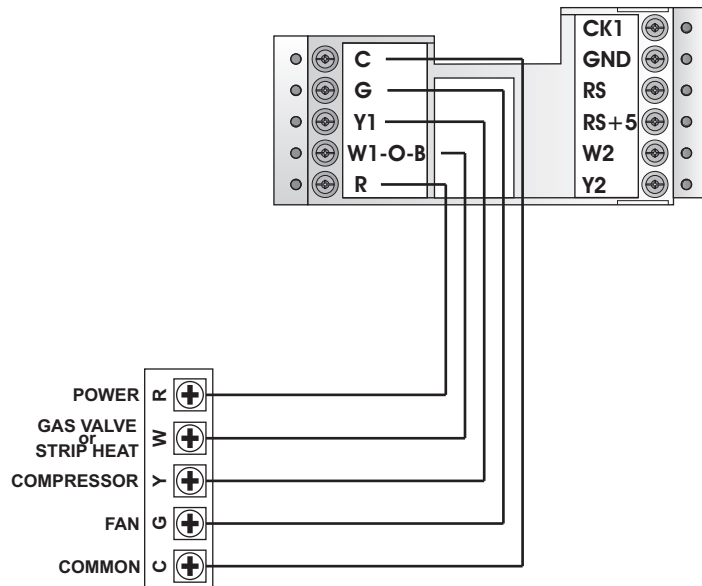 C
G
Y1
W1-O-B
R
CK1
GND
RS
RS+5
W2
Y2
POWER R
GAS VALVE
or
STRIP HEAT
W
COMPRESSOR Y
FAN G
COMMON C